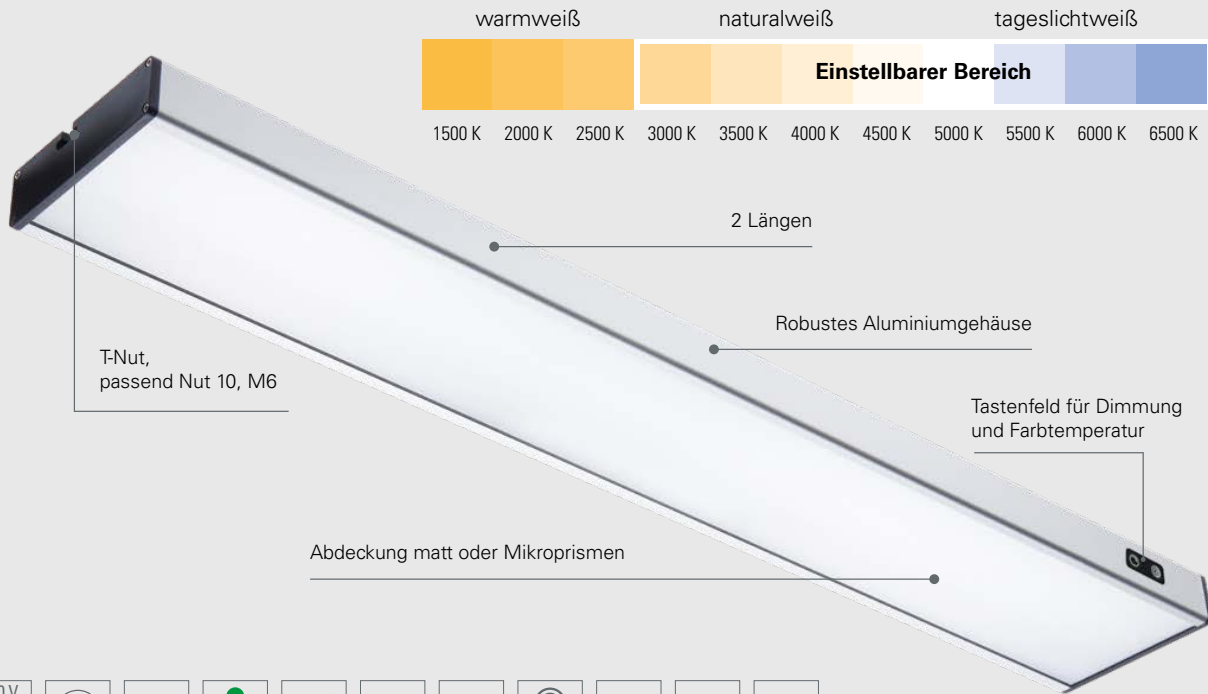 warmweiß naturalweiß tageslichtweiß
Einstellbarer Bereich
1500 K 2000 K 2500 K 3000 K 3500 K 4000 K 4500 K 5000 K 5500 K 6000 K 6500 K
2 Längen
Robustes Aluminiumgehäuse
T-Nut,
passend Nut 10, M6
Tastenfeld für Dimmung
und Farbtemperatur
Abdeckung matt oder Mikroprismen